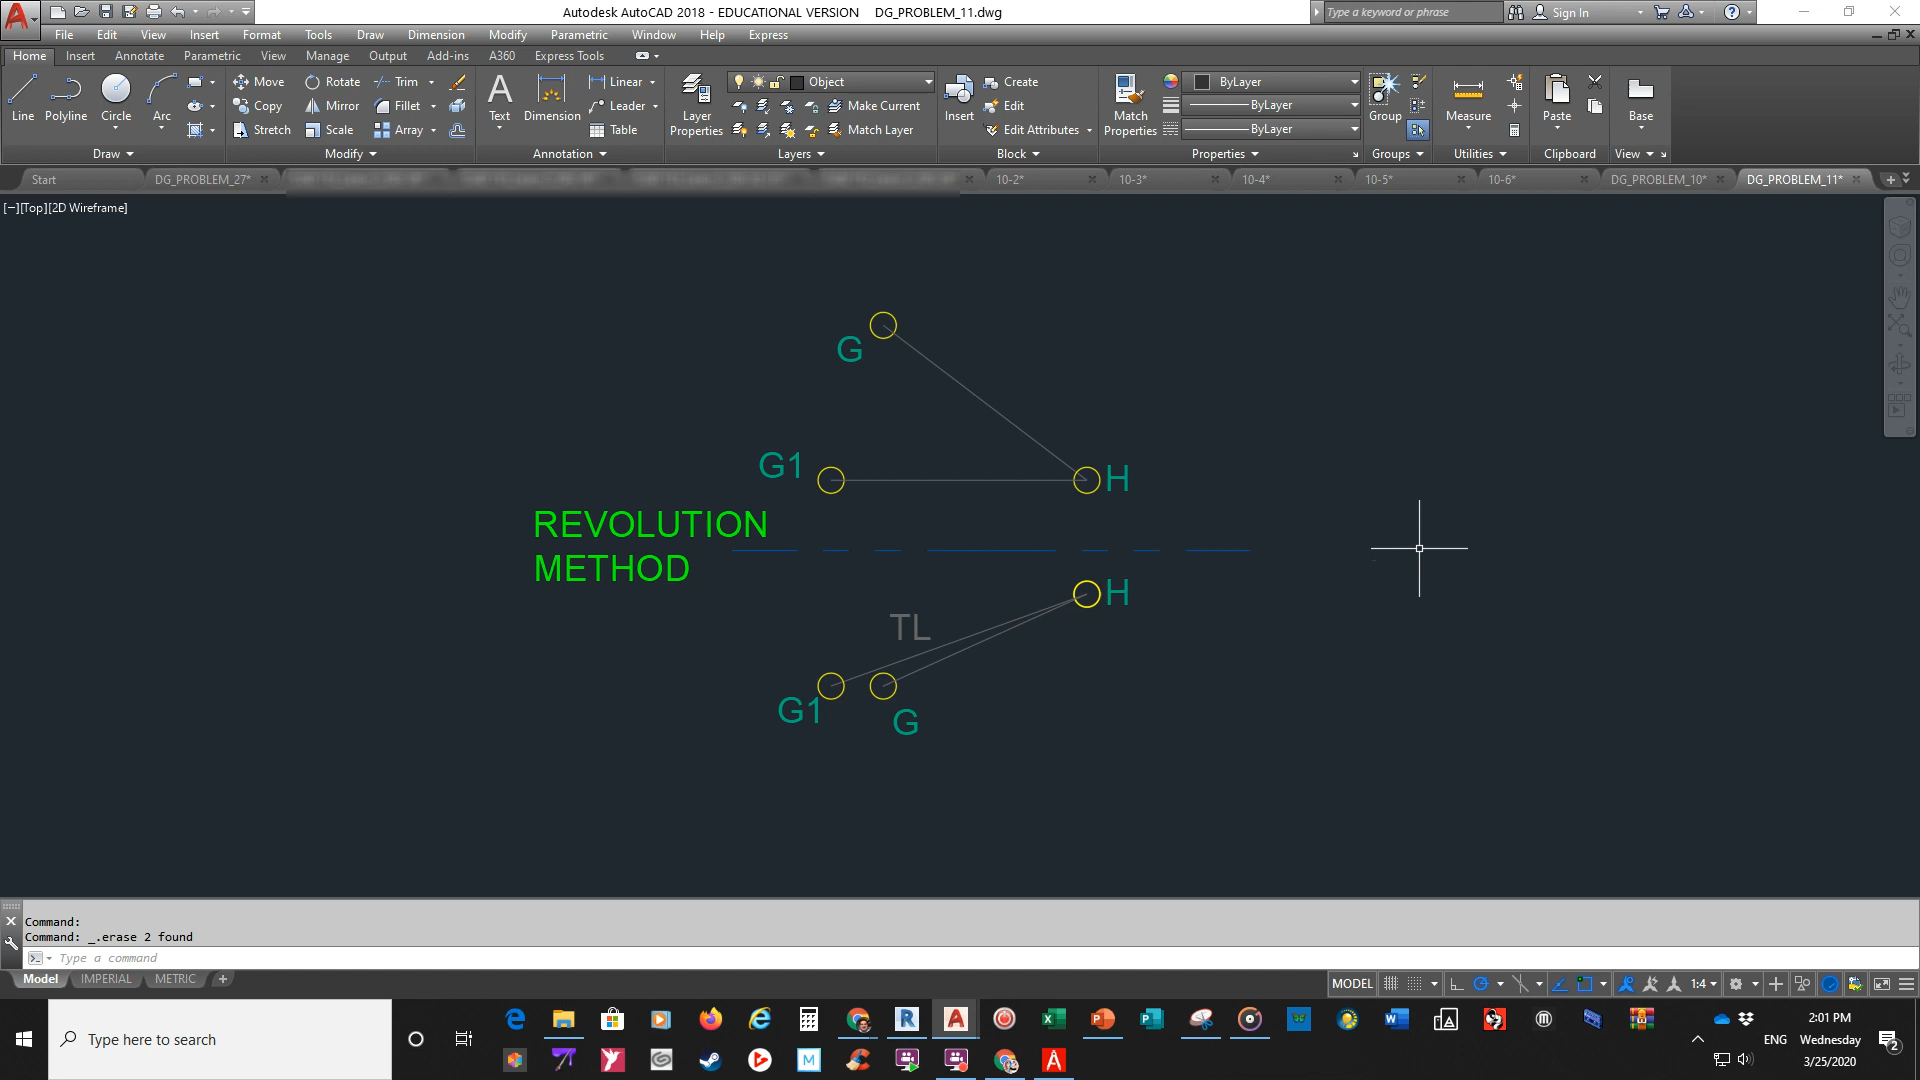 Autodesk AutoCAD 2018 - EDUCATIONAL VERSION DG_PROBLEM_11.dwg
Type a keyword or phrase
Sign In
File Edit View Insert Format Tools Draw Dimension Modify Parametric Window Help Express
Home Insert Annotate Parametric View Manage Output Add-ins A360 Express Tools
Line Polyline Circle Arc
Move Rotate Trim
Copy Mirror Fillet
Stretch Scale Array
Text Dimension
Linear
Leader
Table
Layer Properties
Object
Make Current
Match Layer
Insert
Create
Edit
Edit Attributes
Match Properties
ByLayer
ByLayer
ByLayer
Group
Measure
Paste
Base
Draw Modify Annotation Layers Block Properties Groups Utilities Clipboard View
Start DG_PROBLEM_27* 10-2* 10-3* 10-4* 10-5* 10-6* DG_PROBLEM_10* DG_PROBLEM_11*
[−][Top][2D Wireframe]
G
G1
H
REVOLUTION
METHOD
H
TL
G1
G
Command:
Command: _.erase 2 found
Type a command
Model IMPERIAL METRIC
MODEL 1:4
Type here to search
ENG
2:01 PM
Wednesday
3/25/2020
2